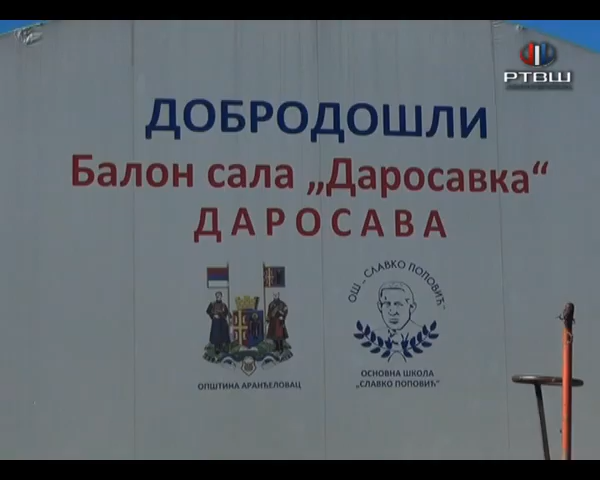 РТВШ
ДОБРОДОШЛИ
Балон сала „Даросавка“
ДАРОСАВА
ОШ „СЛАВКО ПОПОВИЋ“
ОПШТИНА АРАНЂЕЛОВАЦ
ОСНОВНА ШКОЛА
„СЛАВКО ПОПОВИЋ“